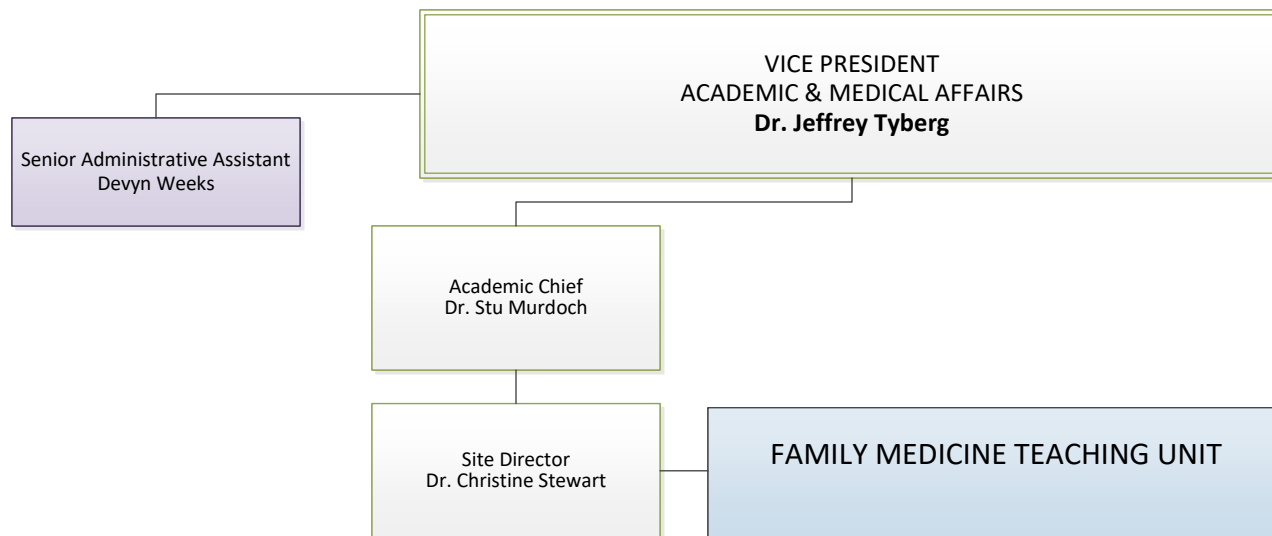 VICE PRESIDENT
ACADEMIC & MEDICAL AFFAIRS
Dr. Jeffrey Tyberg
Senior Administrative Assistant
Devyn Weeks
Academic Chief
Dr. Stu Murdoch
Site Director
Dr. Christine Stewart
FAMILY MEDICINE TEACHING UNIT